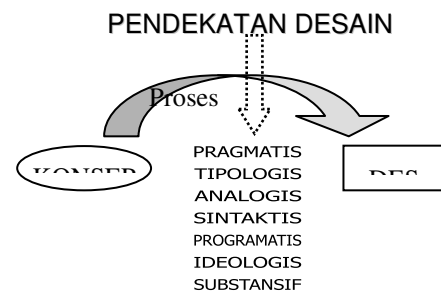 PENDEKATAN DESAIN
Proses
PRAGMATIS
TIPOLOGIS
ANALOGIS
SINTAKTIS
PROGRAMATIS
IDEOLOGIS
SUBSTANSIF